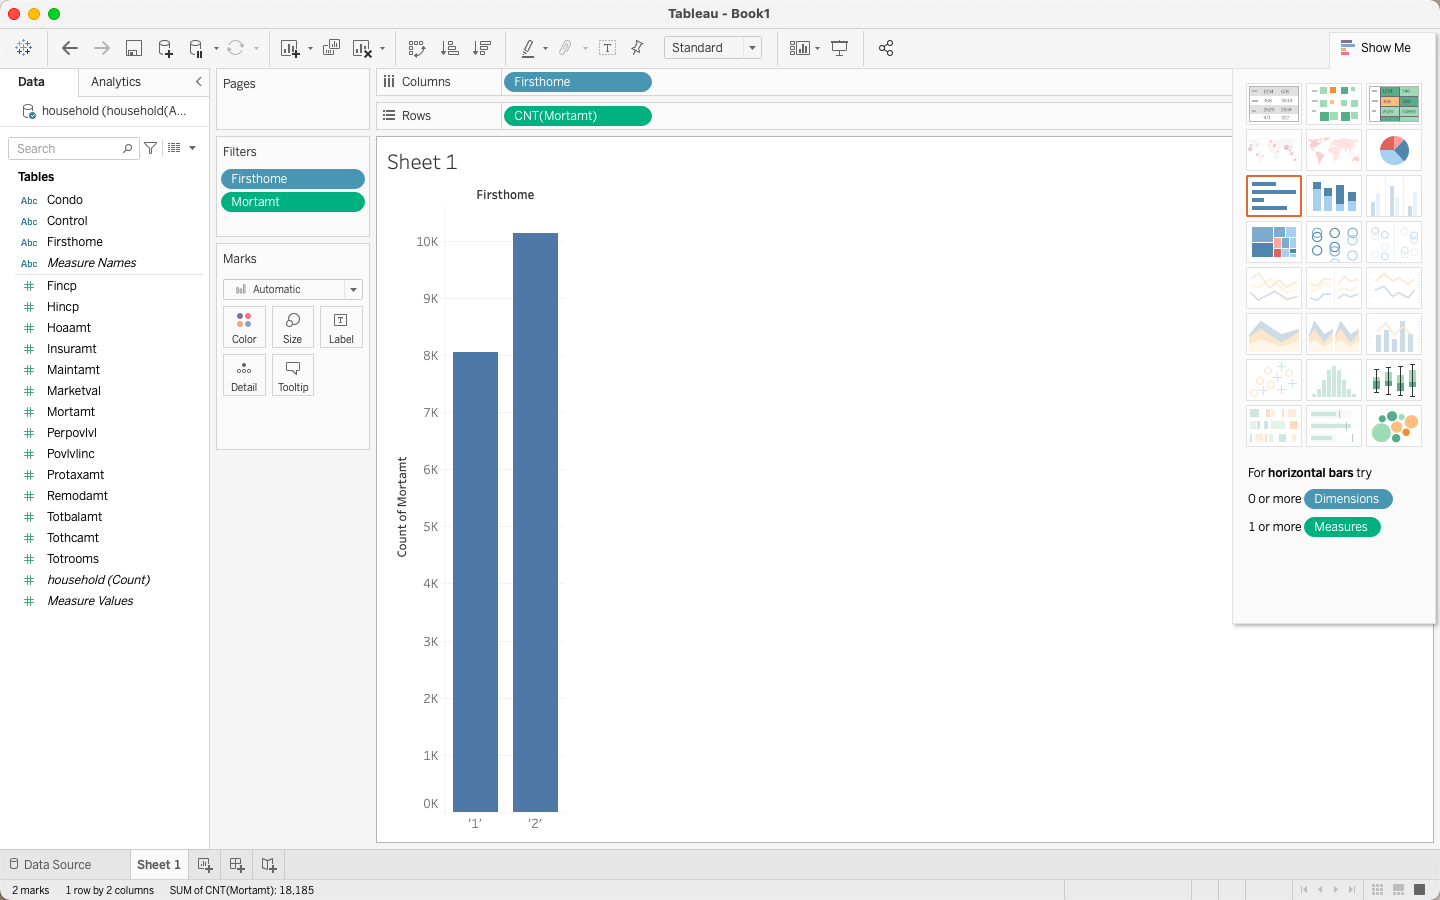 Tableau - Book1
Standard
Show Me
Data
Analytics
household (household(A...
Search
Tables
Abc Condo
Abc Control
Abc Firsthome
Abc Measure Names
Fincp
Hincp
Hoaamt
Insuramt
Maintamt
Marketval
Mortamt
Perpovlvl
Povlvlinc
Protaxamt
Remodamt
Totbalamt
Tothcamt
Totrooms
household (Count)
Measure Values
Pages
Filters
Firsthome
Mortamt
Marks
Automatic
Color
Size
Label
Detail
Tooltip
Columns
Firsthome
Rows
CNT(Mortamt)
Sheet 1
Firsthome
Count of Mortamt
10K
9K
8K
7K
6K
5K
4K
3K
2K
1K
0K
'1'
'2'
For horizontal bars try
0 or more Dimensions
1 or more Measures
Data Source
Sheet 1
2 marks
1 row by 2 columns
SUM of CNT(Mortamt): 18,185